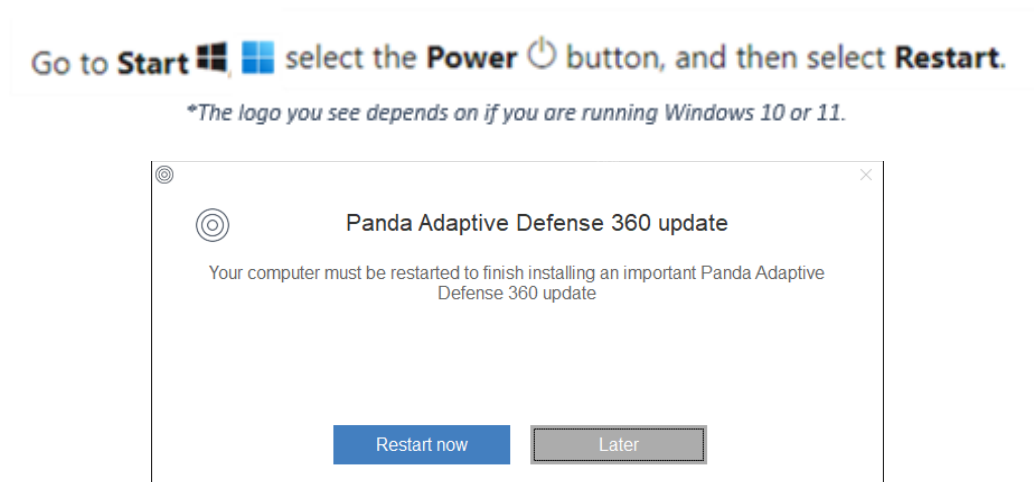 Go to Start, select the Power button, and then select Restart.
*The logo you see depends on if you are running Windows 10 or 11.
Panda Adaptive Defense 360 update
Your computer must be restarted to finish installing an important Panda Adaptive
Defense 360 update
Restart now
Later